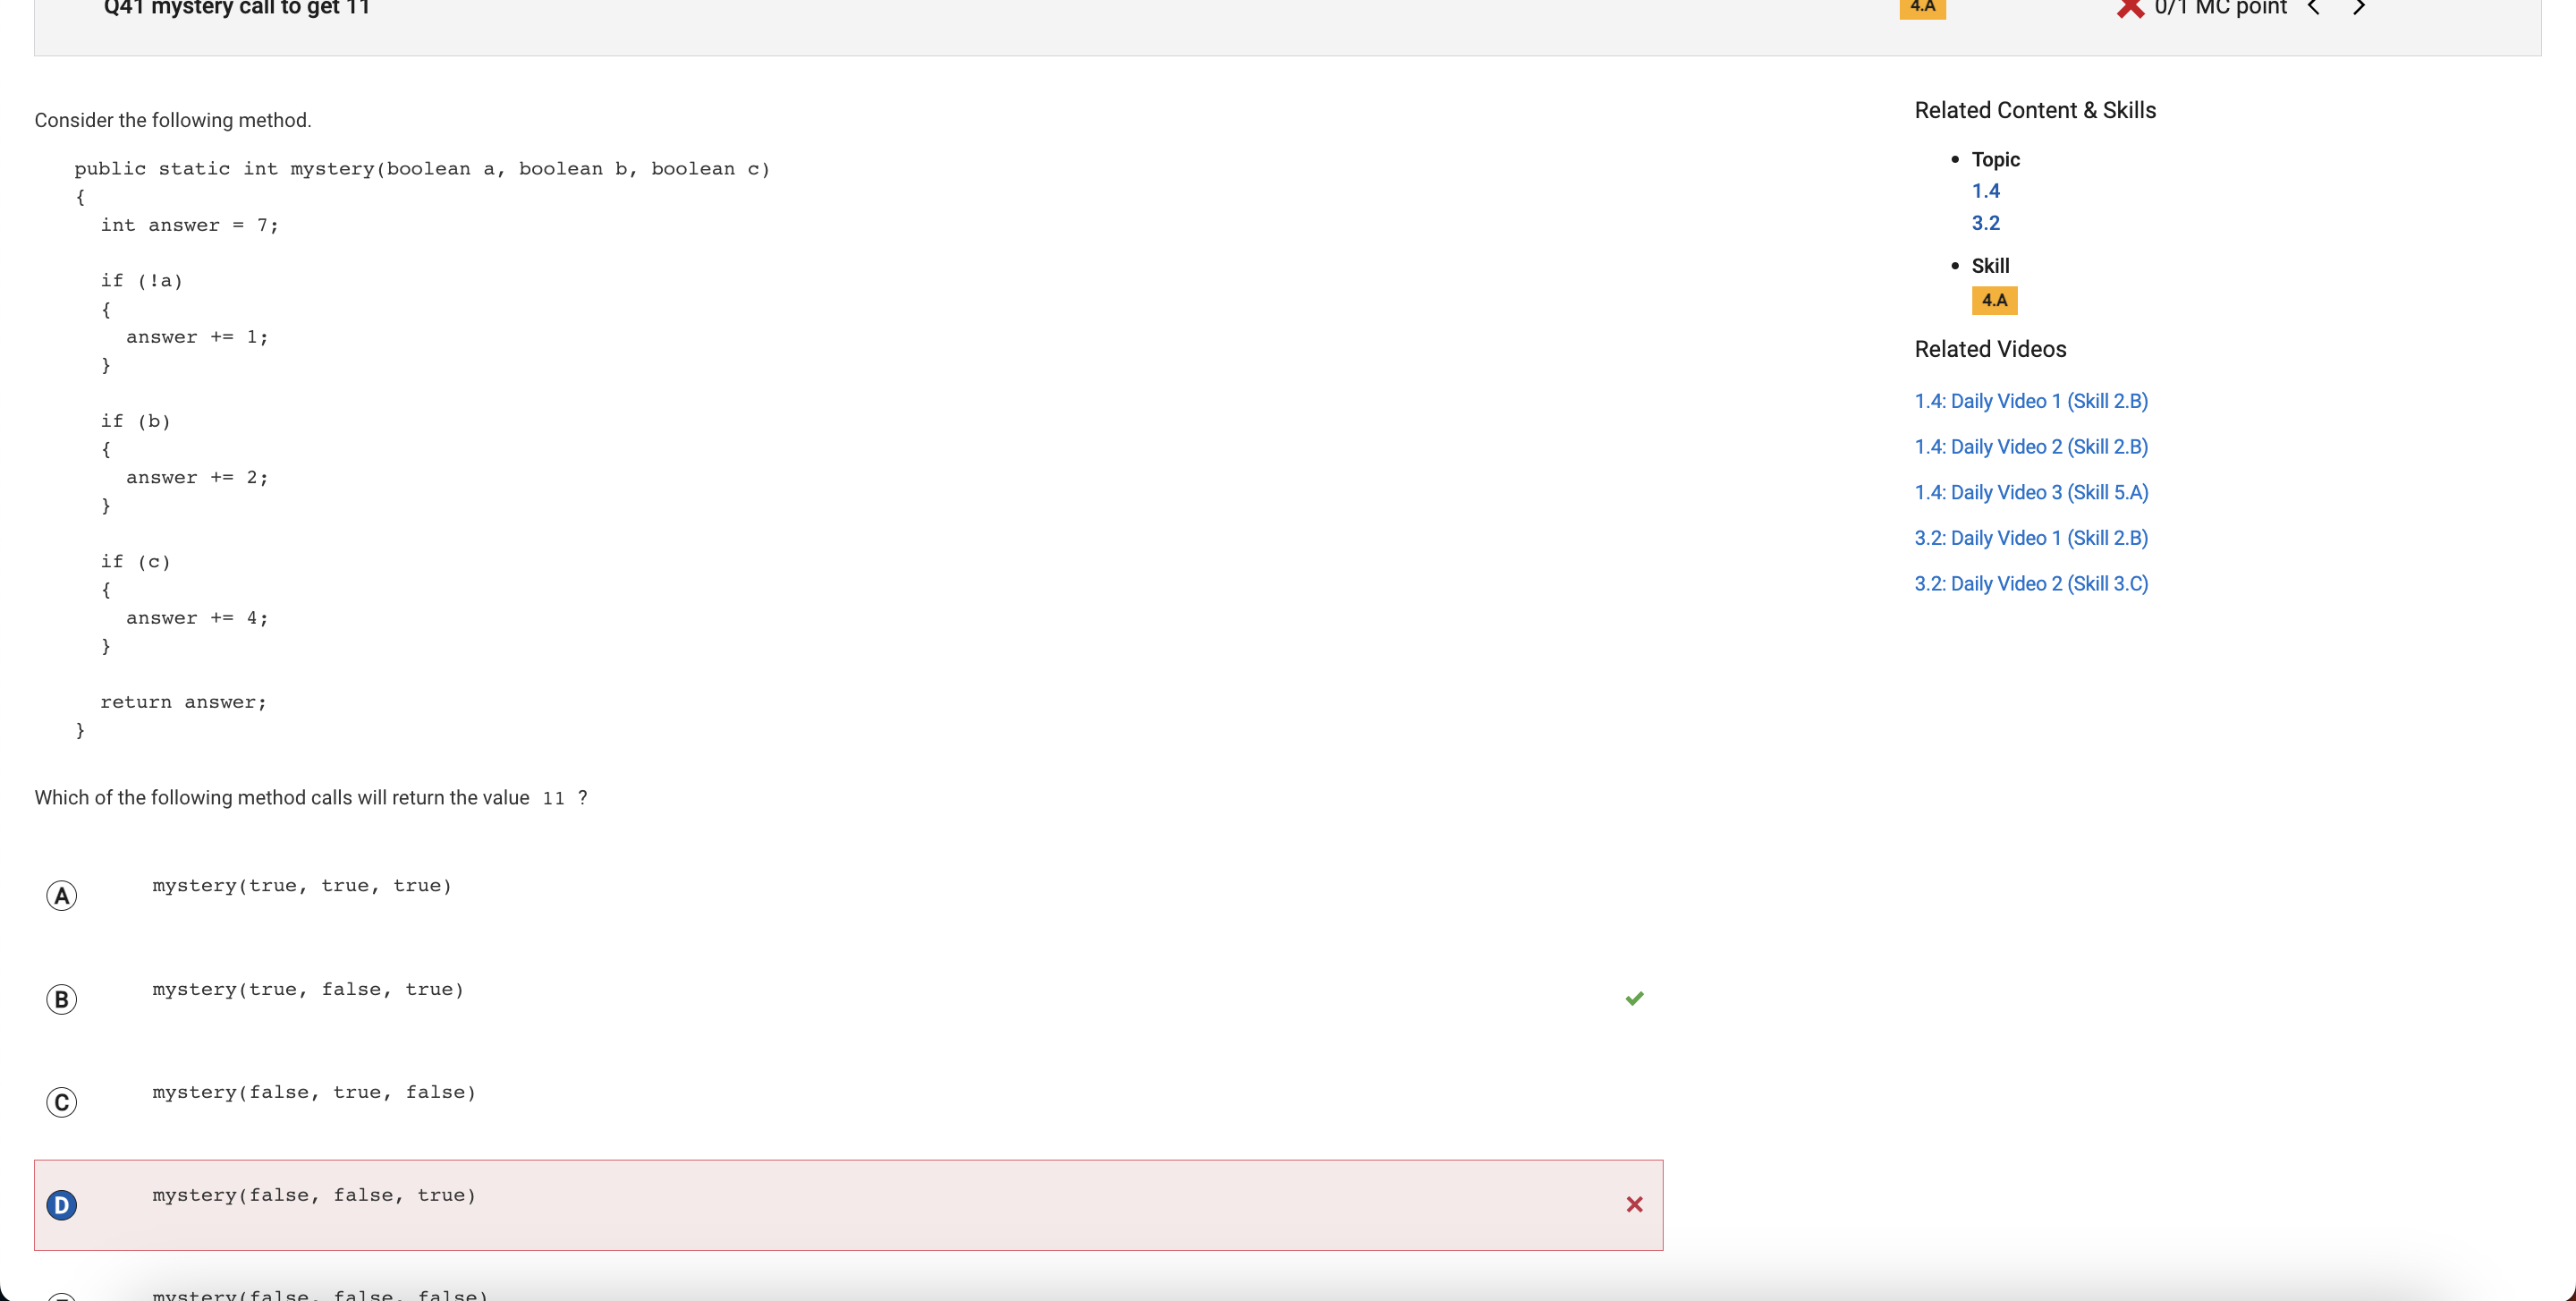 Q41 mystery call to get 11
4.A
0/1 MC point
Consider the following method.
public static int mystery(boolean a, boolean b, boolean c)
{
int answer = 7;
if (!a)
{
answer += 1;
}
if (b)
{
answer += 2;
}
if (c)
{
answer += 4;
}
return answer;
}
Which of the following method calls will return the value 11 ?
A mystery(true, true, true)
B mystery(true, false, true)
C mystery(false, true, false)
D mystery(false, false, true)
mystery(false, false, false)
Related Content & Skills
• Topic
1.4
3.2
• Skill
4.A
Related Videos
1.4: Daily Video 1 (Skill 2.B)
1.4: Daily Video 2 (Skill 2.B)
1.4: Daily Video 3 (Skill 5.A)
3.2: Daily Video 1 (Skill 2.B)
3.2: Daily Video 2 (Skill 3.C)